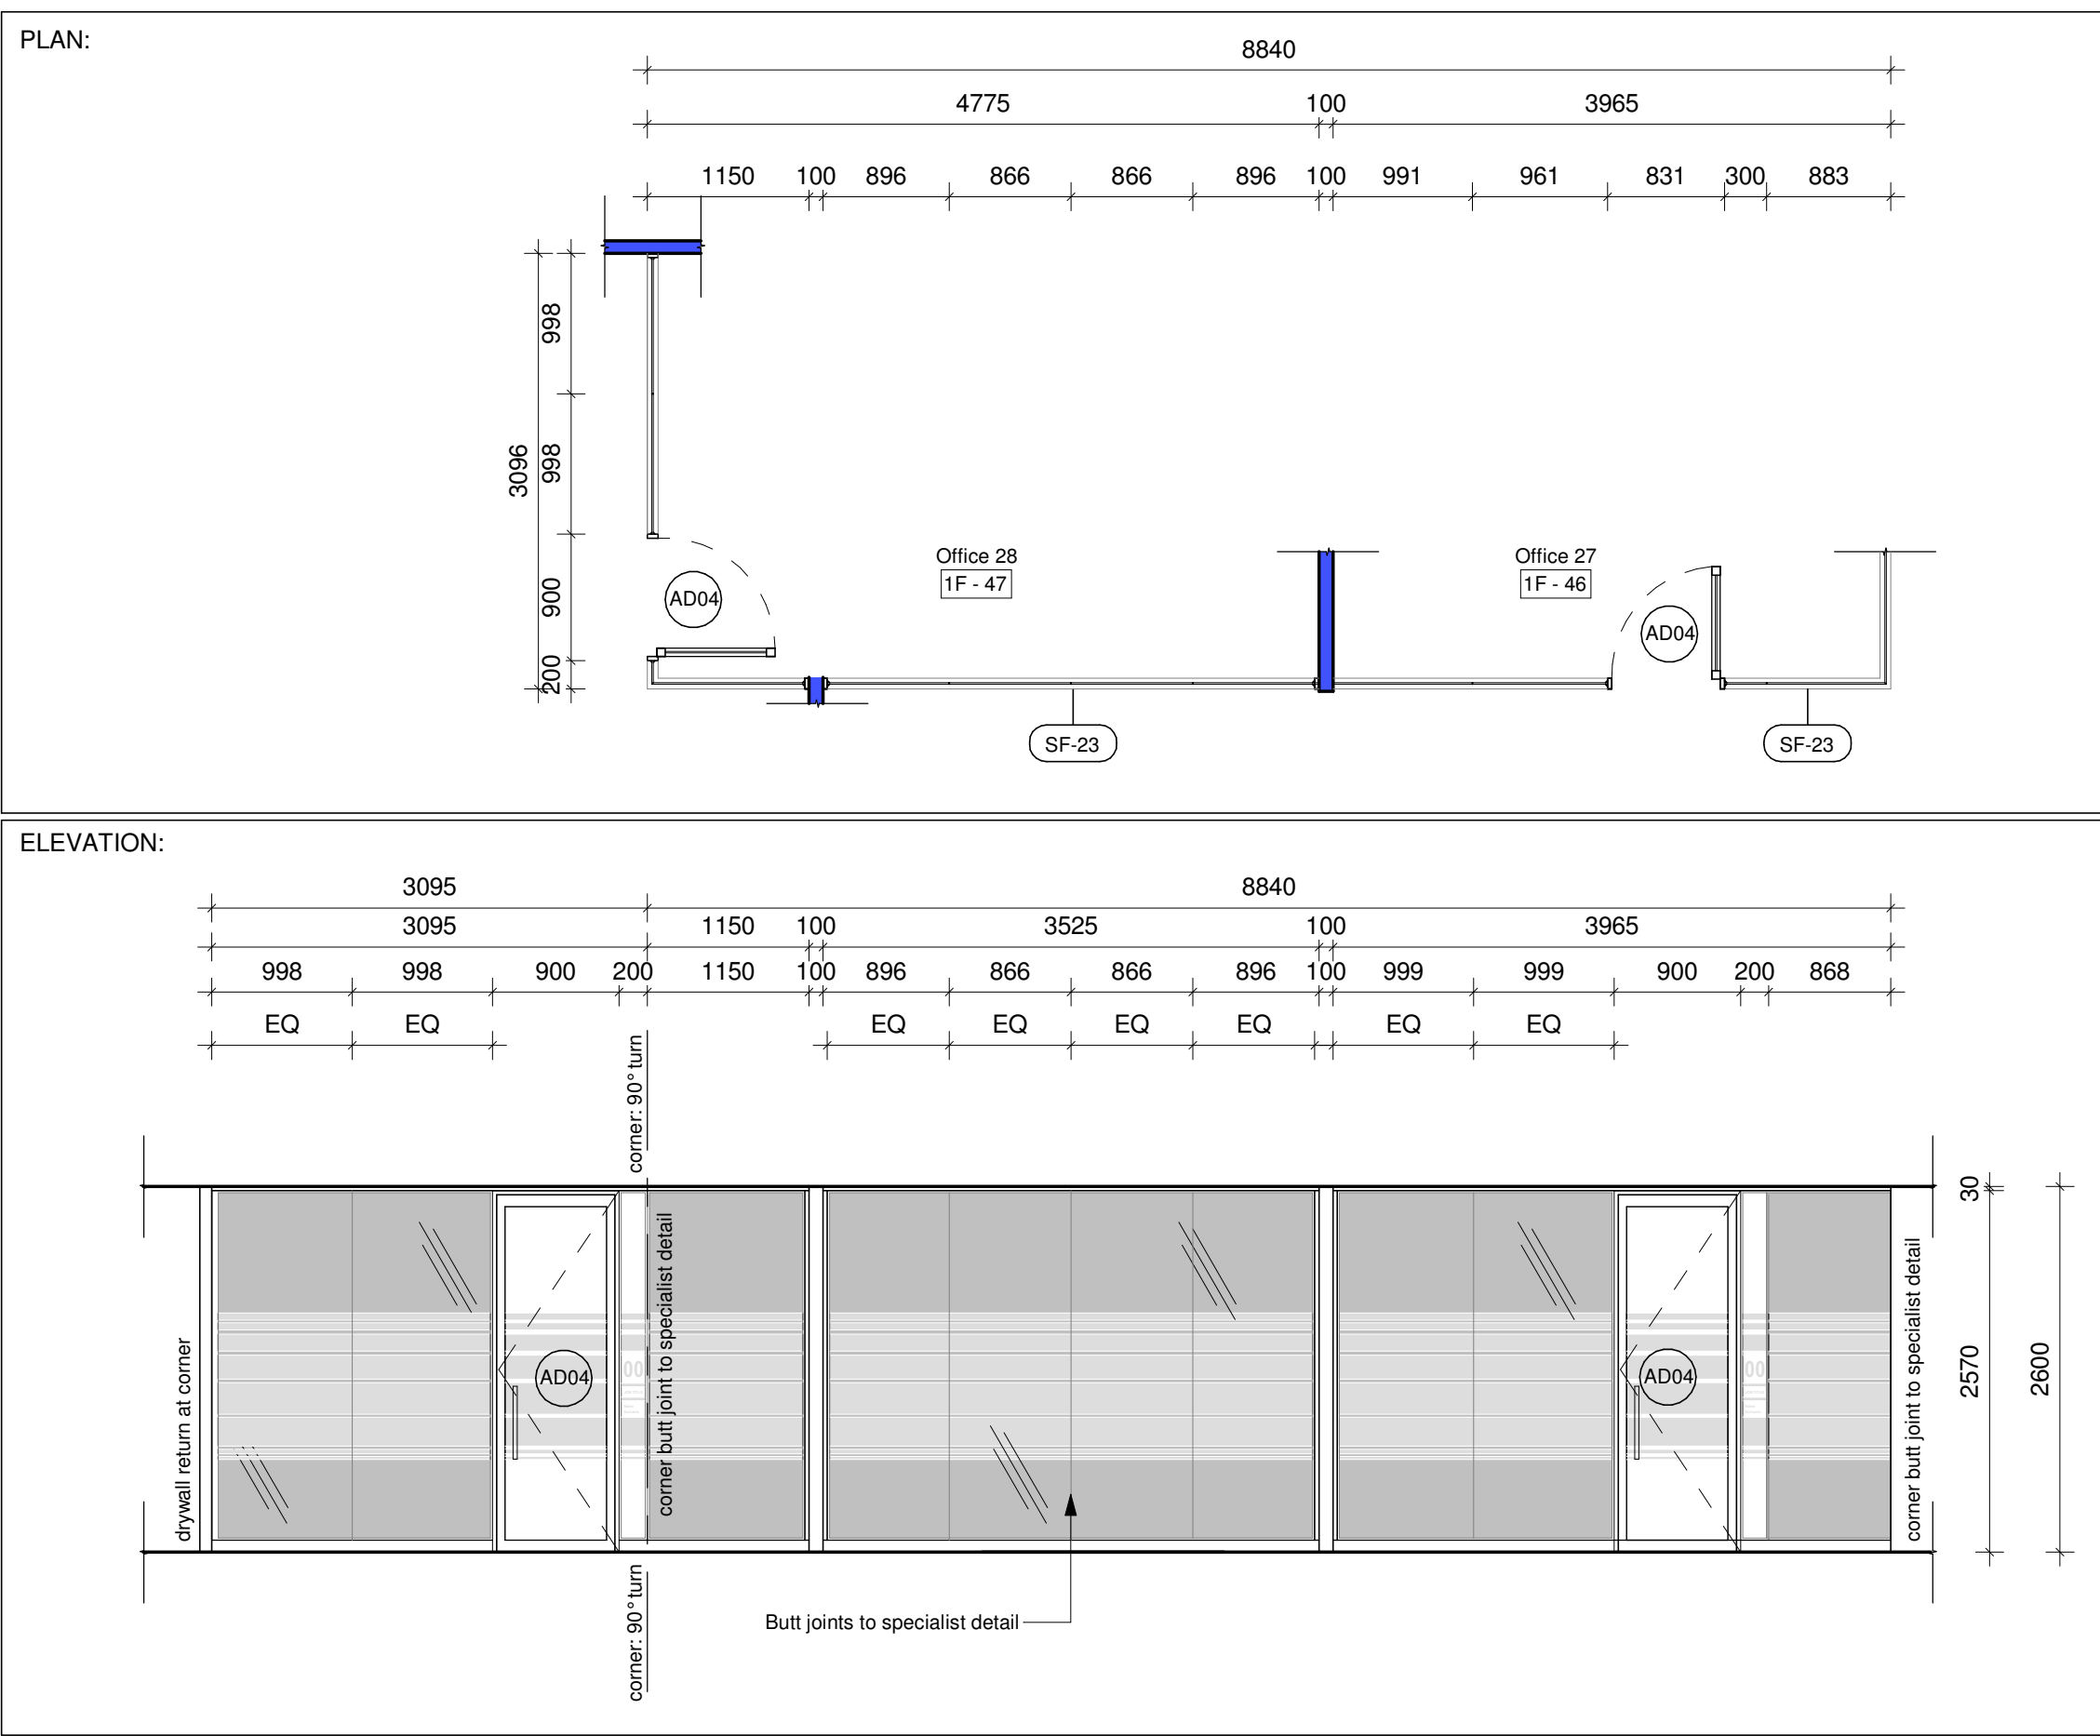 PLAN:
8840
4775 100 3965
1150 100 896 866 866 896 100 991 961 831 300 883
998
998
3096
900
200
Office 28
1F - 47
Office 27
1F - 46
AD04
AD04
SF-23
SF-23
ELEVATION:
3095 8840
3095 1150 100 3525 100 3965
998 998 900 200 1150 100 896 866 866 896 100 999 999 900 200 868
EQ EQ EQ EQ EQ EQ EQ EQ
corner: 90° turn
30
2570
2600
drywall return at corner
corner butt joint to specialist detail
corner butt joint to specialist detail
AD04
00
AD04
00
Butt joints to specialist detail
corner: 90° turn